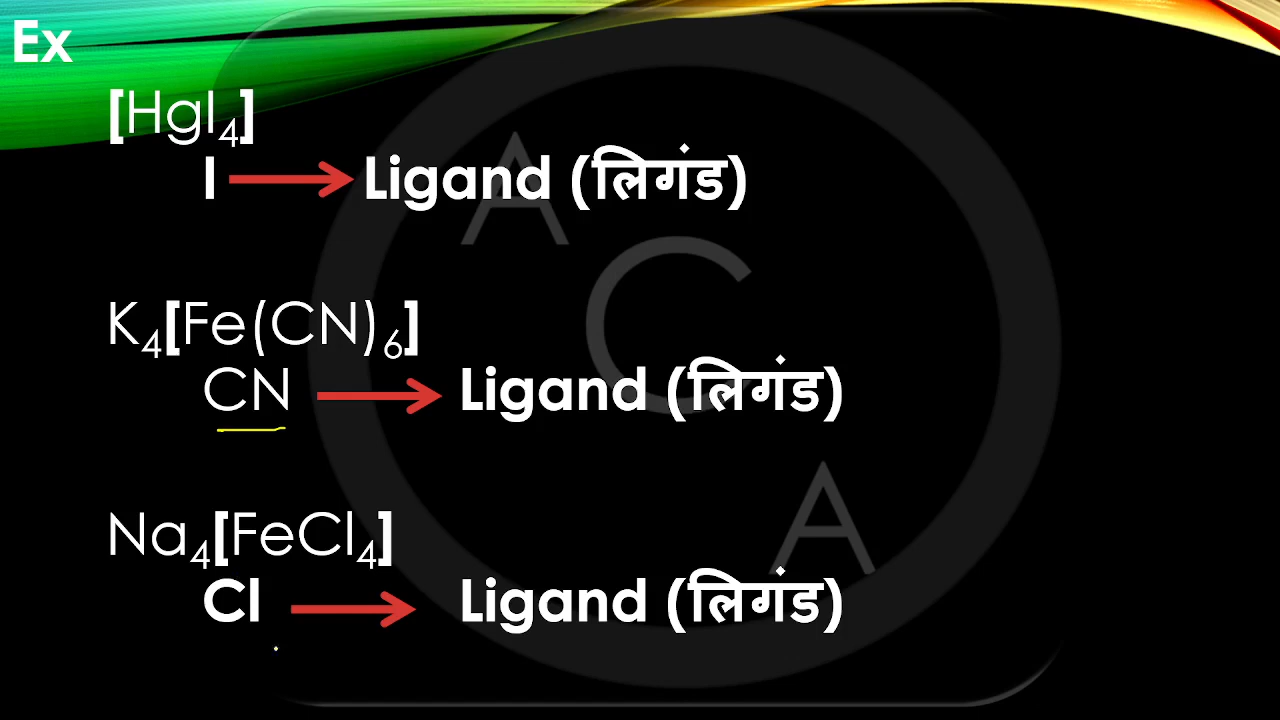 Ex
[HgI₄]
I → Ligand (लिगंड)
K₄[Fe(CN)₆]
CN → Ligand (लिगंड)
Na₄[FeCl₄]
Cl → Ligand (लिगंड)
A
C
A